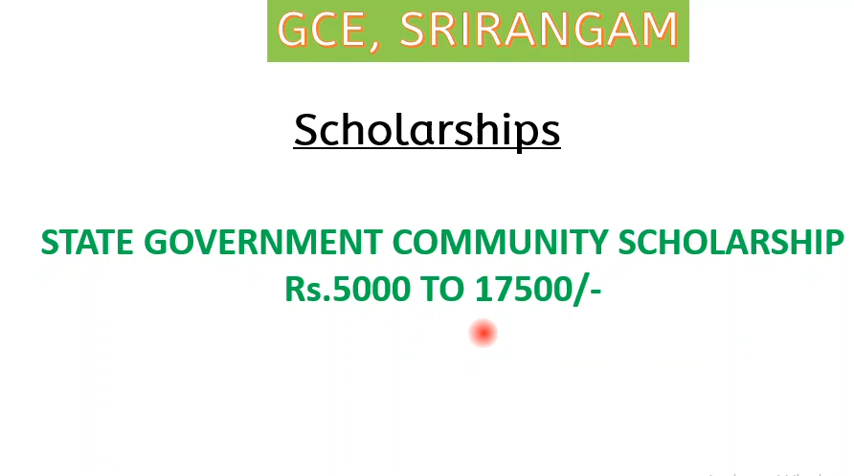 GCE, SRIRANGAM
Scholarships
STATE GOVERNMENT COMMUNITY SCHOLARSHIP
Rs.5000 TO 17500/-